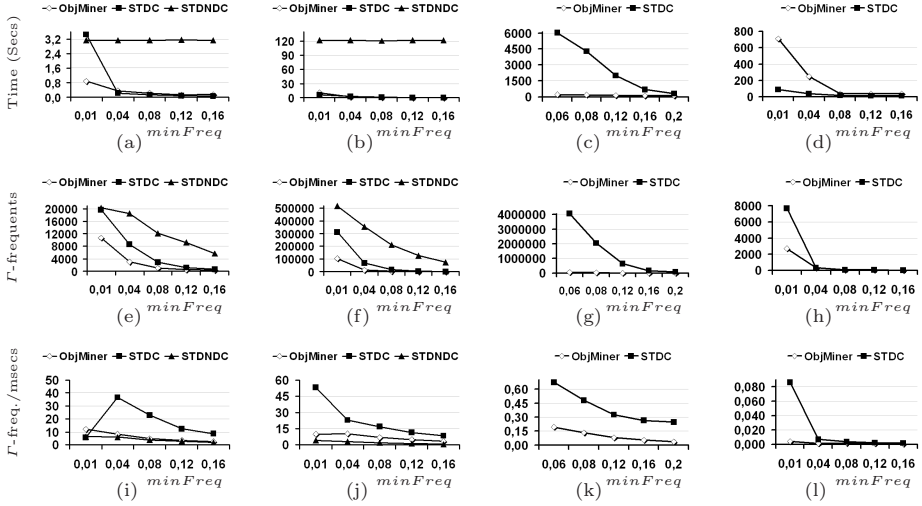 ObjMiner STDC STDNDC
Time (Secs)
3,2
2,4
1,6
0,8
0,0
0,01 0,04 0,08 0,12 0,16
(a) minFreq
ObjMiner STDC STDNDC
120
90
60
30
0
0,01 0,04 0,08 0,12 0,16
(b) minFreq
ObjMiner STDC
6000
4500
3000
1500
0
0,06 0,08 0,12 0,16 0,2
(c) minFreq
ObjMiner STDC
800
600
400
200
0
0,01 0,04 0,08 0,12 0,16
(d) minFreq
ObjMiner STDC STDNDC
Γ-frequents
20000
16000
12000
8000
4000
0
0,01 0,04 0,08 0,12 0,16
(e) minFreq
ObjMiner STDC STDNDC
500000
400000
300000
200000
100000
0
0,01 0,04 0,08 0,12 0,16
(f) minFreq
ObjMiner STDC
4000000
3000000
2000000
1000000
0
0,06 0,08 0,12 0,16 0,2
(g) minFreq
ObjMiner STDC
8000
6000
4000
2000
0
0,01 0,04 0,08 0,12 0,16
(h) minFreq
ObjMiner STDC STDNDC
Γ-freq./msecs
50
40
30
20
10
0
0,01 0,04 0,08 0,12 0,16
(i) minFreq
ObjMiner STDC STDNDC
60
45
30
15
0
0,01 0,04 0,08 0,12 0,16
(j) minFreq
ObjMiner STDC
0,60
0,45
0,30
0,15
0,00
0,06 0,08 0,12 0,16 0,2
(k) minFreq
ObjMiner STDC
0,080
0,060
0,040
0,020
0,000
0,01 0,04 0,08 0,12 0,16
(l) minFreq